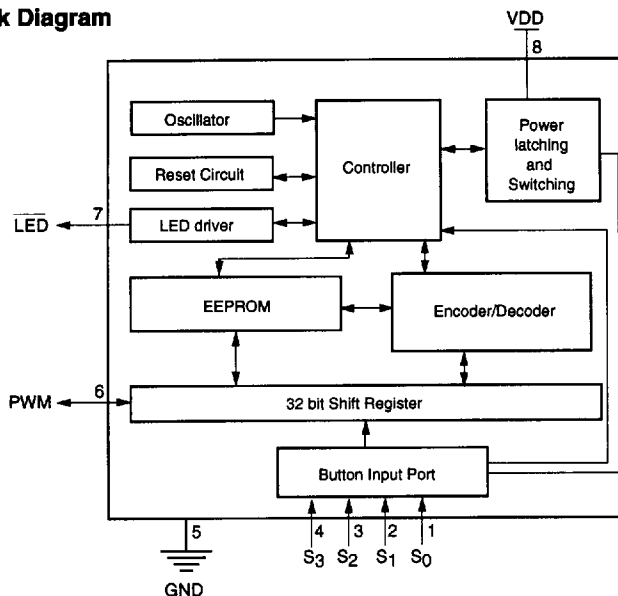 k Diagram
VDD
8
Oscillator
Reset Circuit
LED driver
Controller
Power
latching
and
Switching
7
LED
EEPROM
Encoder/Decoder
6
PWM
32 bit Shift Register
Button Input Port
5
4
3
2
1
S3
S2
S1
S0
GND